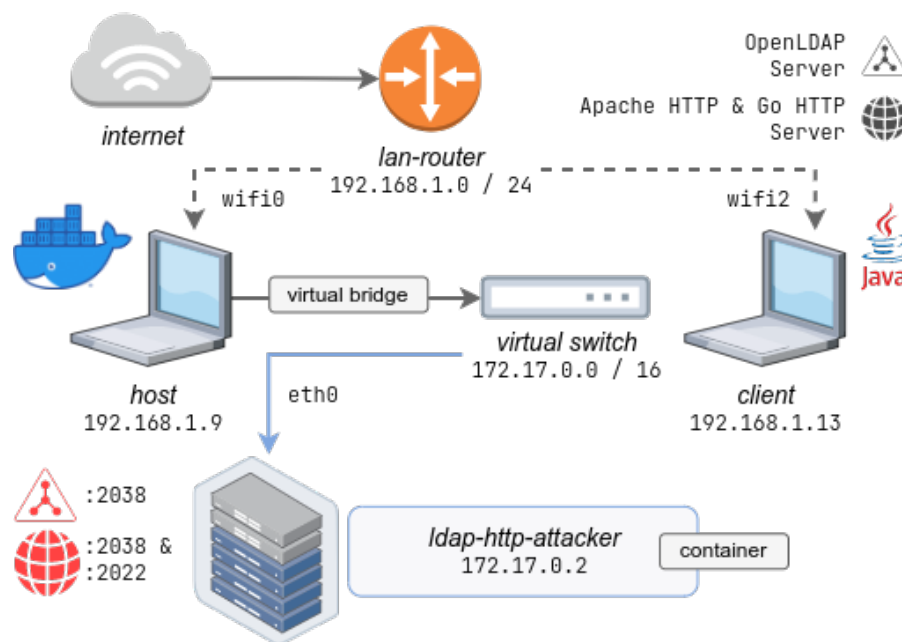 OpenLDAP
Server
Apache HTTP & Go HTTP
Server
internet
lan-router
192.168.1.0 / 24
wifi0
wifi2
Java
virtual bridge
virtual switch
172.17.0.0 / 16
host
192.168.1.9
eth0
client
192.168.1.13
:2038
:2038 &
:2022
ldap-http-attacker
172.17.0.2
container